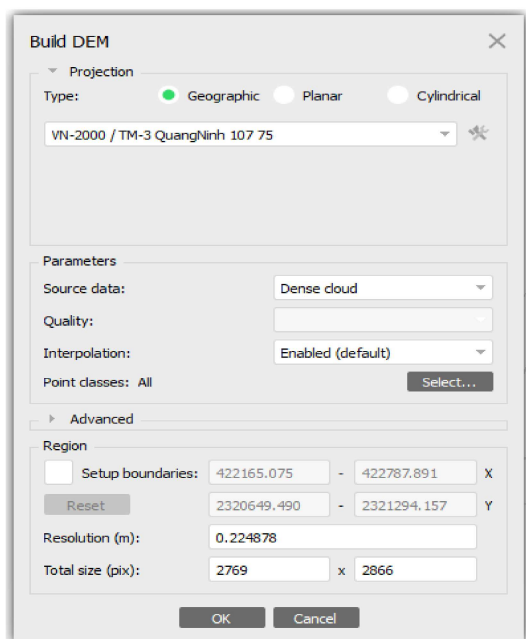 Build DEM
Projection
Type: Geographic Planar Cylindrical
VN-2000 / TM-3 QuangNinh 107 75
Parameters
Source data: Dense cloud
Quality:
Interpolation: Enabled (default)
Point classes: All Select...
Advanced
Region
Setup boundaries: 422165.075 - 422787.891 X
Reset 2320649.490 - 2321294.157 Y
Resolution (m): 0.224878
Total size (pix): 2769 x 2866
OK Cancel